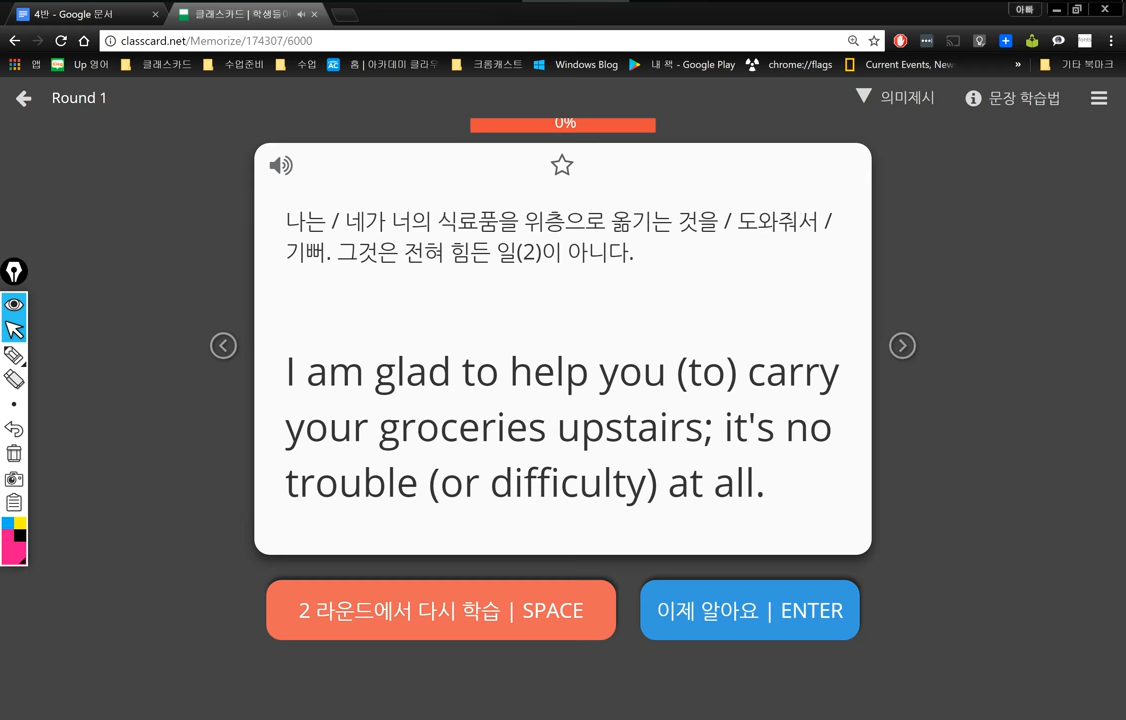 4반 - Google 문서
클래스카드 | 학생들이
아빠
classcard.net/Memorize/174307/6000
앱 Up 영어 클래스카드 수업준비 수업 홈 | 아카데미 클라우 크롬캐스트 Windows Blog 내 책 - Google Play chrome://flags Current Events, New » 기타 북마크
Round 1 의미제시 문장 학습법
0%
나는 / 네가 너의 식료품을 위층으로 옮기는 것을 / 도와줘서 /
기뻐. 그것은 전혀 힘든 일(2)이 아니다.
I am glad to help you (to) carry
your groceries upstairs; it's no
trouble (or difficulty) at all.
2 라운드에서 다시 학습 | SPACE
이제 알아요 | ENTER